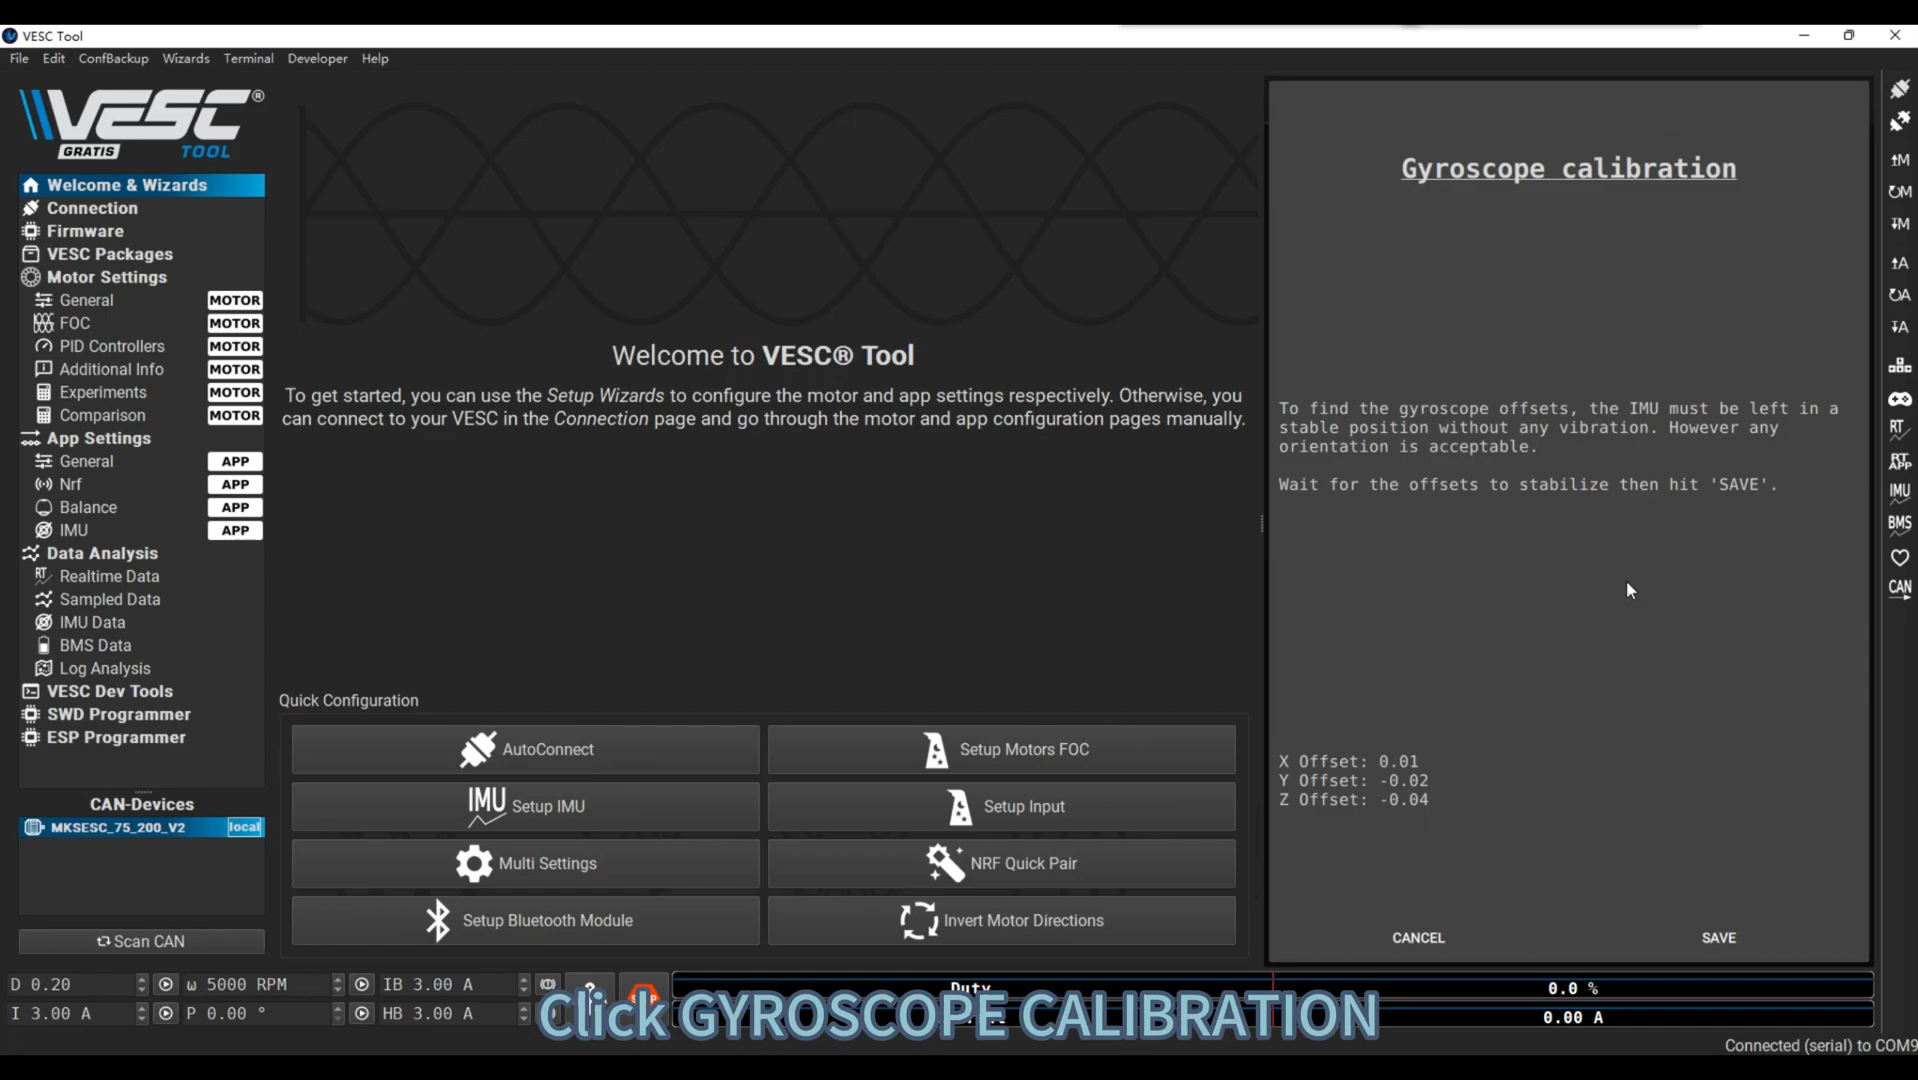 VESC Tool
File Edit ConfBackup Wizards Terminal Developer Help
VESC®
GRATIS TOOL
Welcome & Wizards
Connection
Firmware
VESC Packages
Motor Settings
General MOTOR
FOC MOTOR
PID Controllers MOTOR
Additional Info MOTOR
Experiments MOTOR
Comparison MOTOR
App Settings
General APP
Nrf APP
Balance APP
IMU APP
Data Analysis
RT Realtime Data
Sampled Data
IMU Data
BMS Data
Log Analysis
VESC Dev Tools
SWD Programmer
ESP Programmer
CAN-Devices
MKSESC_75_200_V2 local
Scan CAN
Welcome to VESC® Tool
To get started, you can use the Setup Wizards to configure the motor and app settings respectively. Otherwise, you
can connect to your VESC in the Connection page and go through the motor and app configuration pages manually.
Quick Configuration
AutoConnect Setup Motors FOC
IMU Setup IMU Setup Input
Multi Settings NRF Quick Pair
Setup Bluetooth Module Invert Motor Directions
Gyroscope calibration
To find the gyroscope offsets, the IMU must be left in a
stable position without any vibration. However any
orientation is acceptable.
Wait for the offsets to stabilize then hit 'SAVE'.
X Offset: 0.01
Y Offset: -0.02
Z Offset: -0.04
CANCEL SAVE
M
M
M
A
A
A
RT
RT
APP
IMU
BMS
CAN
D 0.20 ω 5000 RPM IB 3.00 A Duty 0.0 %
I 3.00 A P 0.00 ° HB 3.00 A 0.00 A
Click GYROSCOPE CALIBRATION
Connected (serial) to COM9